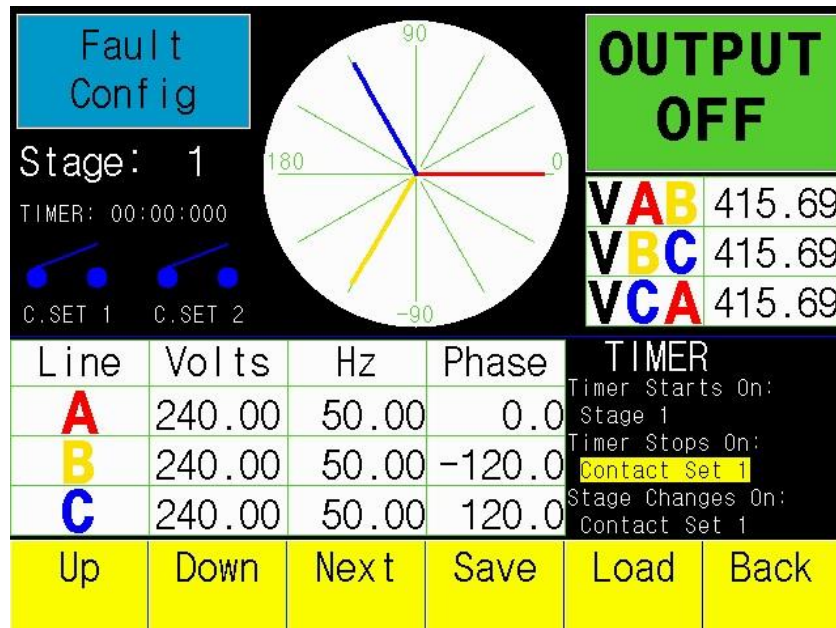 Fault
Config
OUTPUT
OFF
Stage: 1
TIMER: 00:00:000
C.SET 1 C.SET 2
90
180
0
-90
VAB 415.69
VBC 415.69
VCA 415.69
Line Volts Hz Phase
A 240.00 50.00 0.0
B 240.00 50.00 -120.0
C 240.00 50.00 120.0
TIMER
Timer Starts On:
Stage 1
Timer Stops On:
Contact Set 1
Stage Changes On:
Contact Set 1
Up Down Next Save Load Back